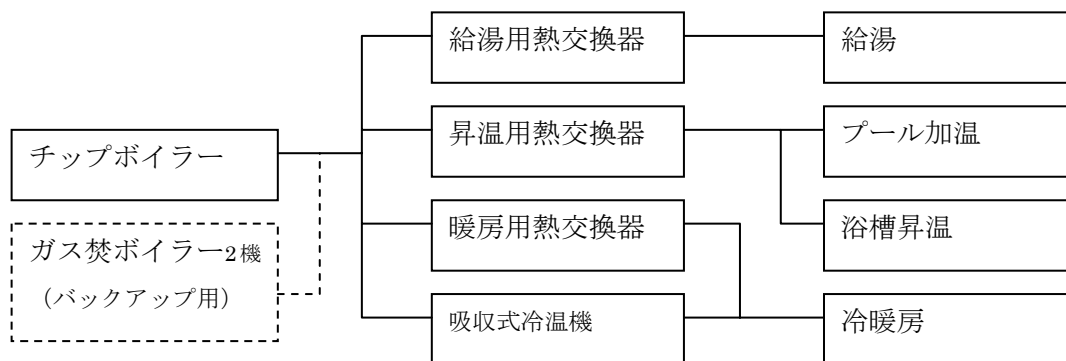 チップボイラー
ガス焚ボイラー2機
（バックアップ用）
給湯用熱交換器
昇温用熱交換器
暖房用熱交換器
吸収式冷温機
給湯
プール加温
浴槽昇温
冷暖房